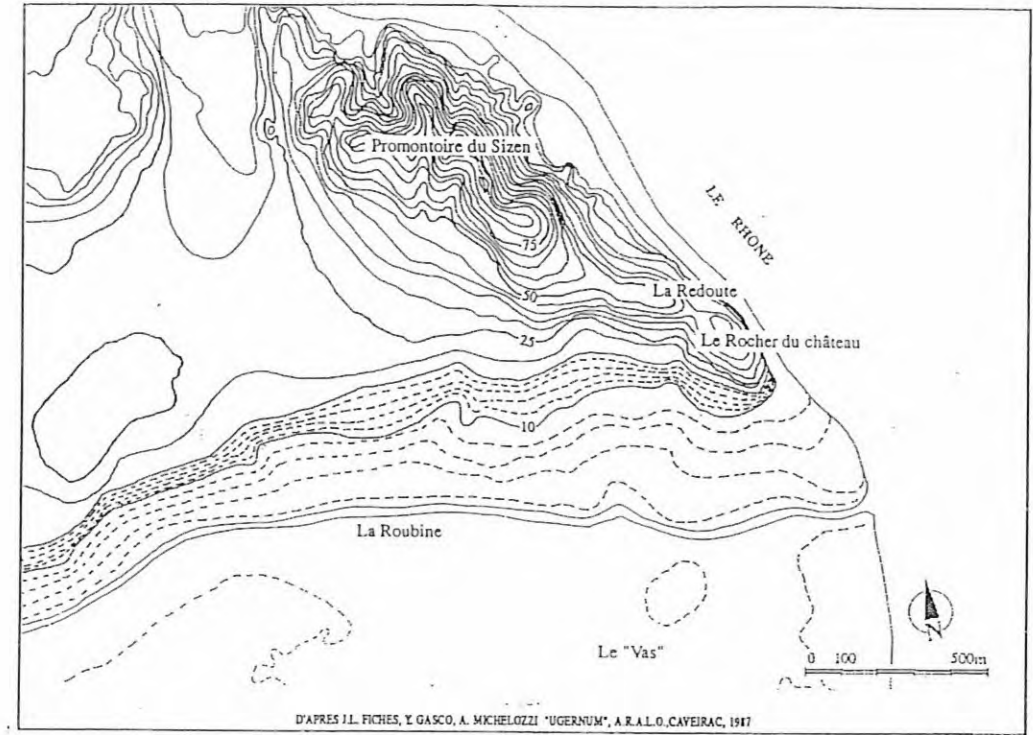 Promontoire du Sizen
LE RHONE
75
La Redoute
50
Le Rocher du château
25
10
La Roubine
Le "Vas"
N
0 100 500m
D'APRES J.L. FICHES, Y. GASCO, A. MICHELOZZI "UGERNUM", A.R.A.L.O.,CAVEIRAC, 1987